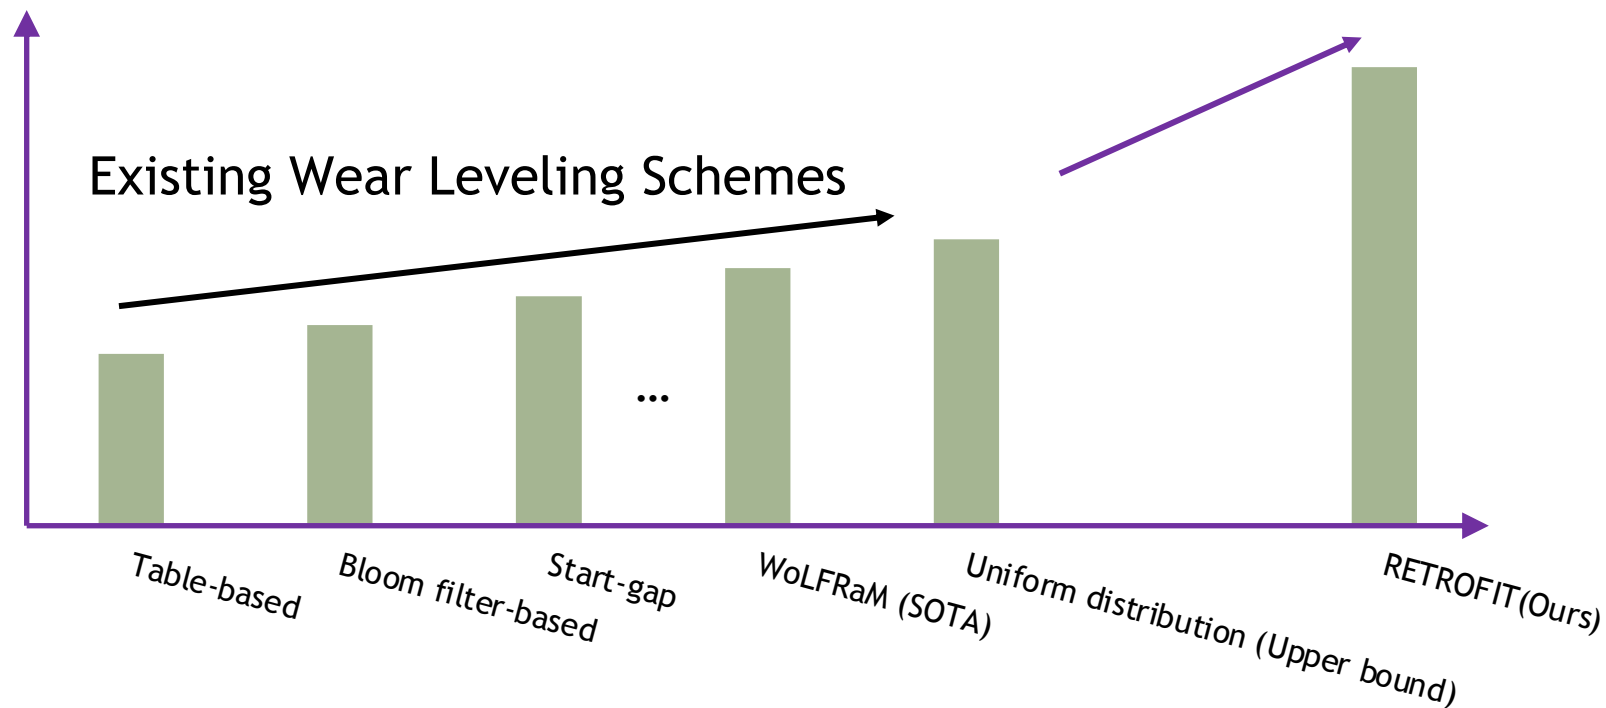 Existing Wear Leveling Schemes
...
Table-based
Bloom filter-based
Start-gap
WoLFRaM (SOTA)
Uniform distribution (Upper bound)
RETROFIT(Ours)